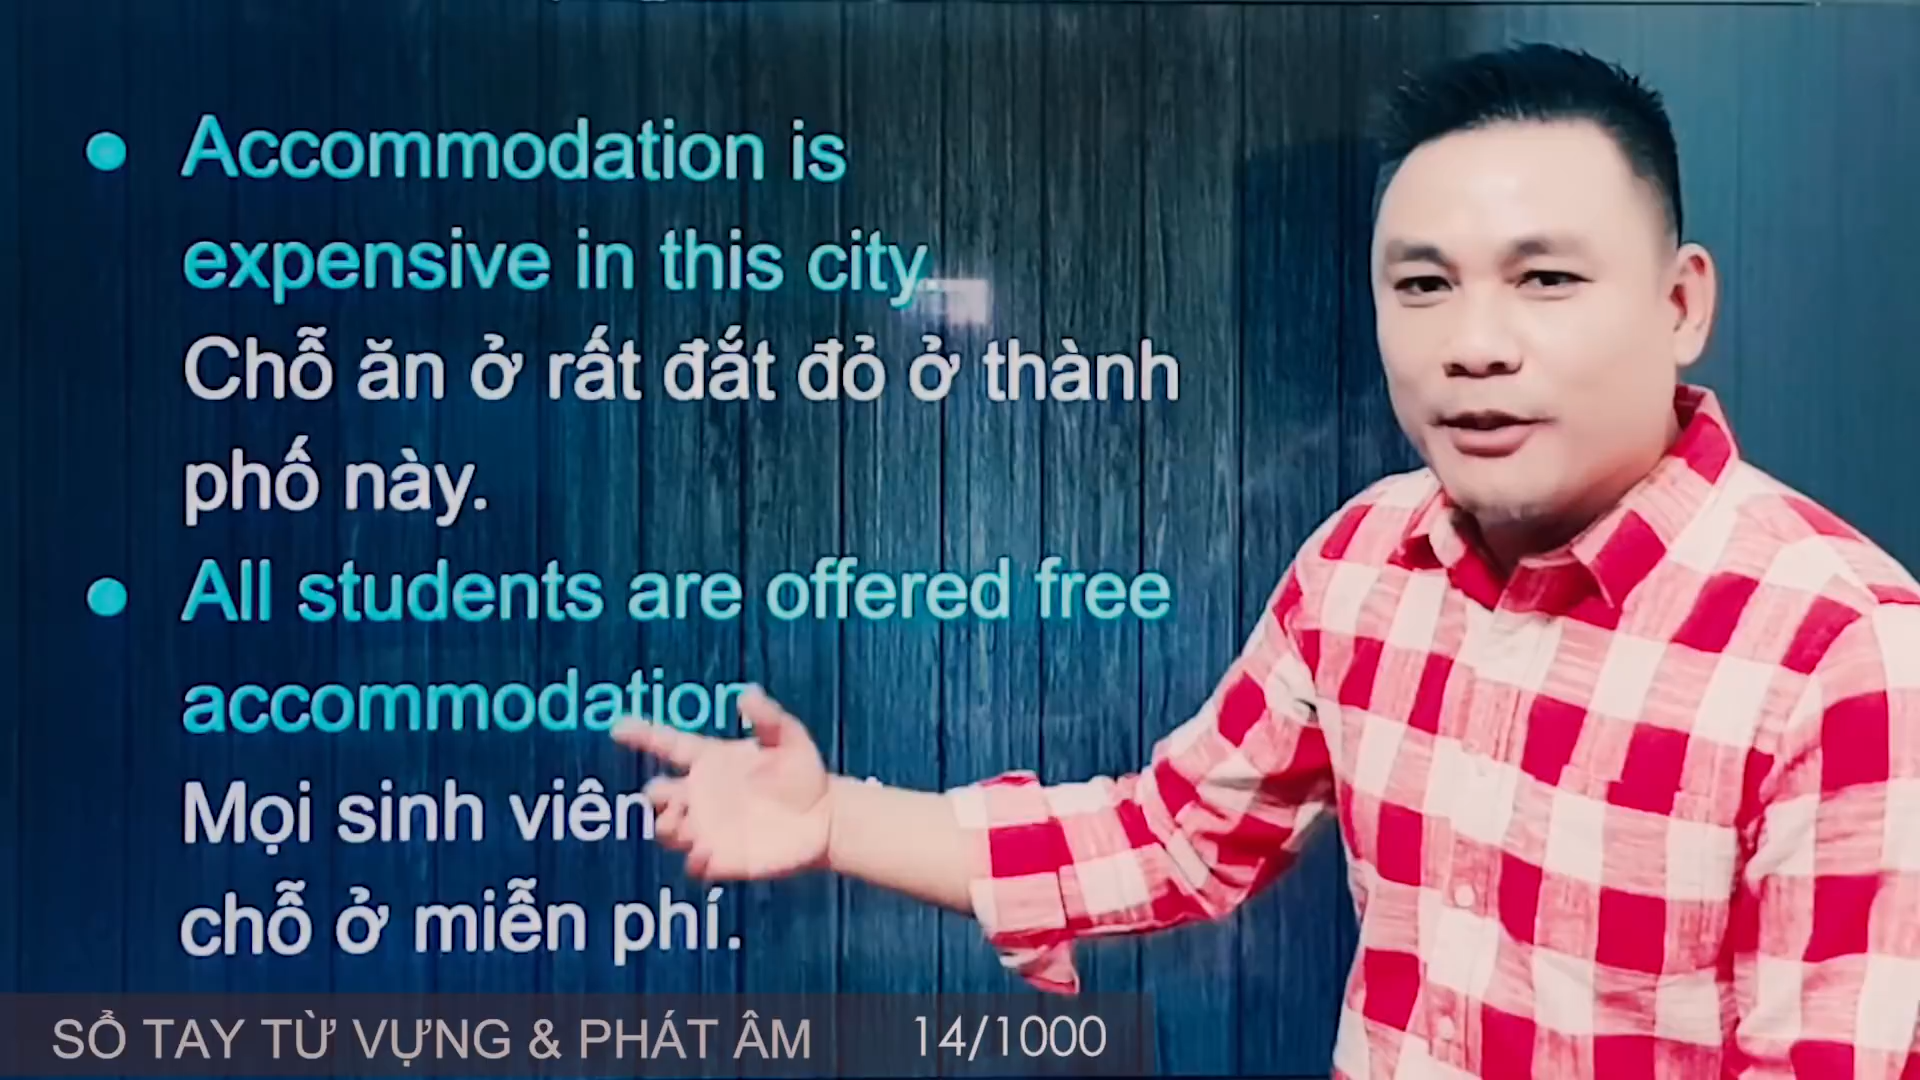 Accommodation is
expensive in this city.
Chỗ ăn ở rất đắt đỏ ở thành
phố này.
All students are offered free
accommodation
Mọi sinh viên
chỗ ở miễn phí.
SỔ TAY TỪ VỰNG & PHÁT ÂM 14/1000